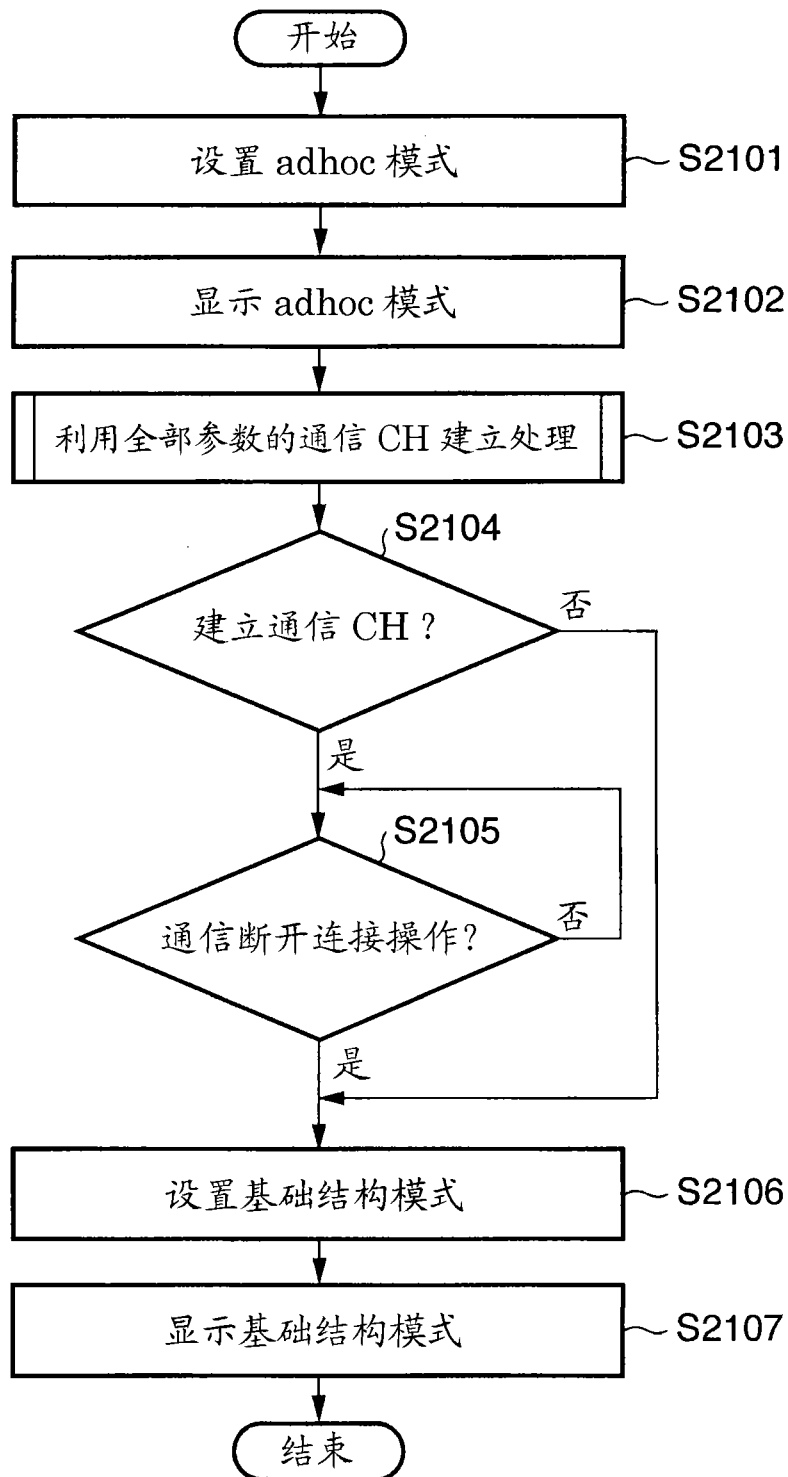 开始
设置 adhoc 模式
S2101
显示 adhoc 模式
S2102
利用全部参数的通信 CH 建立处理
S2103
S2104
建立通信 CH？
否
是
S2105
通信断开连接操作？
否
是
设置基础结构模式
S2106
显示基础结构模式
S2107
结束